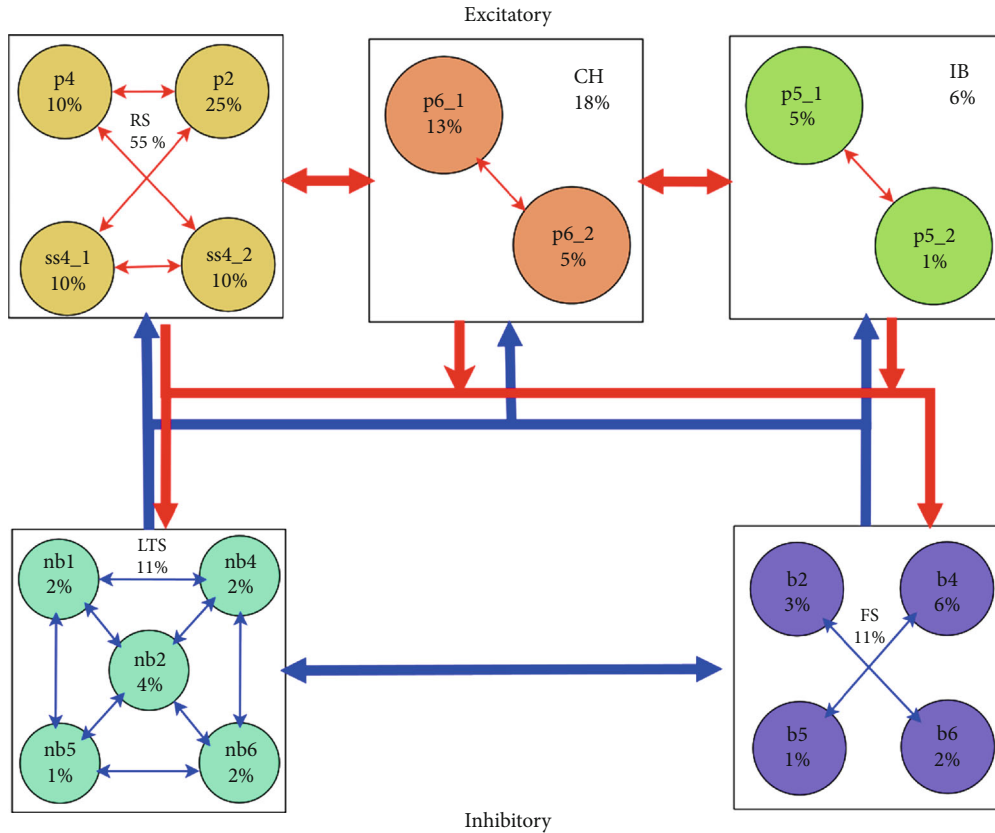 Excitatory
p4
10%
p2
25%
RS
55 %
ss4_1
10%
ss4_2
10%
CH
18%
p6_1
13%
p6_2
5%
IB
6%
p5_1
5%
p5_2
1%
LTS
11%
nb1
2%
nb4
2%
nb2
4%
nb5
1%
nb6
2%
b2
3%
b4
6%
FS
11%
b5
1%
b6
2%
Inhibitory